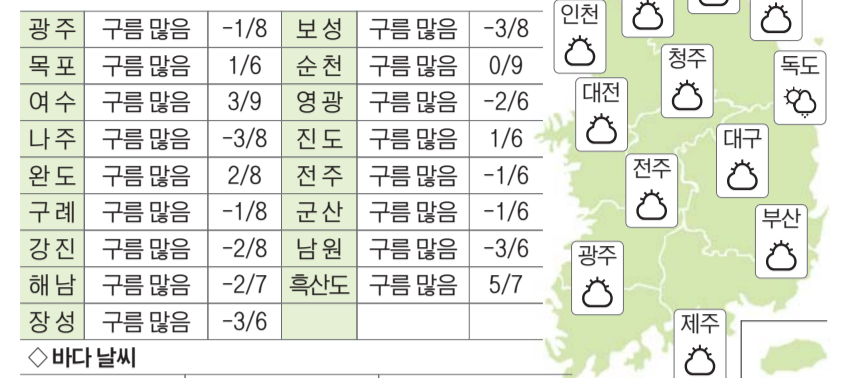 광주 구름 많음 -1/8 보성 구름 많음 -3/8
목포 구름 많음 1/6 순천 구름 많음 0/9
여수 구름 많음 3/9 영광 구름 많음 -2/6
나주 구름 많음 -3/8 진도 구름 많음 1/6
완도 구름 많음 2/8 전주 구름 많음 -1/6
구례 구름 많음 -1/8 군산 구름 많음 -1/6
강진 구름 많음 -2/8 남원 구름 많음 -3/6
해남 구름 많음 -2/7 흑산도 구름 많음 5/7
장성 구름 많음 -3/6
◇ 바다 날씨
인천
청주
독도
대전
대구
전주
부산
광주
제주